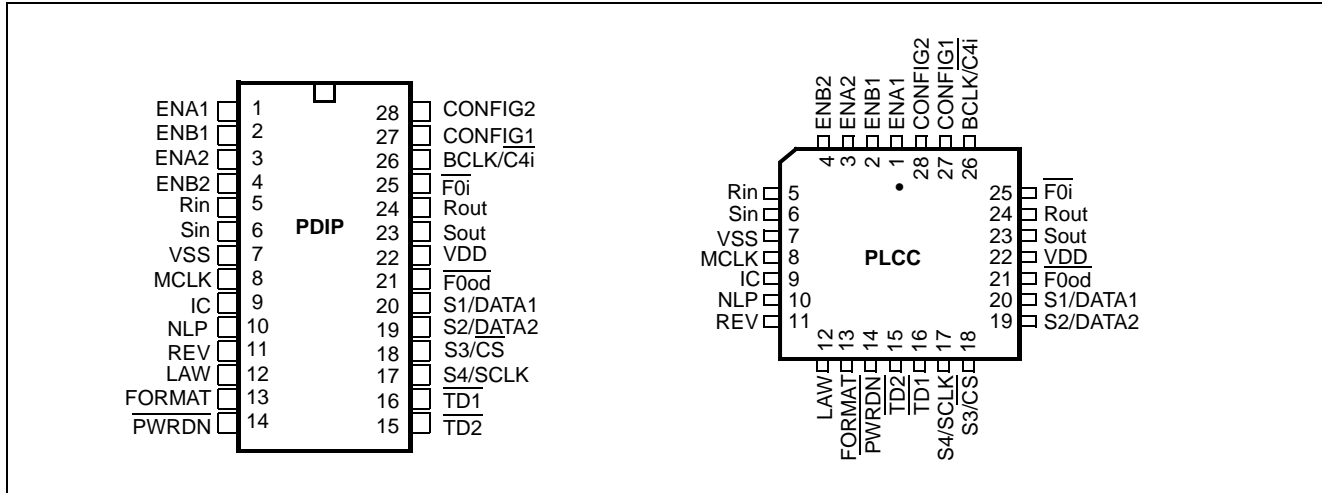 ENA1 1 28 CONFIG2
ENB1 2 27 CONFIG1
ENA2 3 26 BCLK/C4i
ENB2 4 25 F0i
Rin 5 24 Rout
Sin 6 PDIP 23 Sout
VSS 7 22 VDD
MCLK 8 21 F0od
IC 9 20 S1/DATA1
NLP 10 19 S2/DATA2
REV 11 18 S3/CS
LAW 12 17 S4/SCLK
FORMAT 13 16 TD1
PWRDN 14 15 TD2
ENB2 ENA2 ENB1 ENA1 CONFIG2 CONFIG1 BCLK/C4i
4 3 2 1 28 27 26
Rin 5 25 F0i
Sin 6 24 Rout
VSS 7 23 Sout
MCLK 8 PLCC 22 VDD
IC 9 21 F0od
NLP 10 20 S1/DATA1
REV 11 19 S2/DATA2
12 13 14 15 16 17 18
LAW FORMAT PWRDN TD2 TD1 S4/SCLK S3/CS